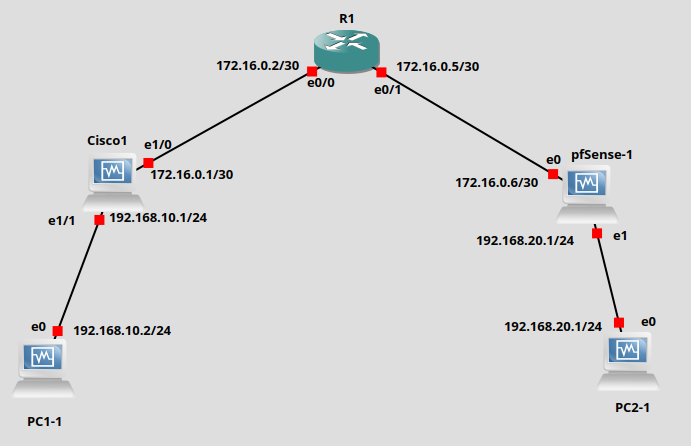 R1
172.16.0.2/30
172.16.0.5/30
e0/0
e0/1
Cisco1
e1/0
172.16.0.1/30
pfSense-1
e0
172.16.0.6/30
e1/1
192.168.10.1/24
192.168.20.1/24
e1
e0
192.168.10.2/24
192.168.20.1/24
e0
PC1-1
PC2-1